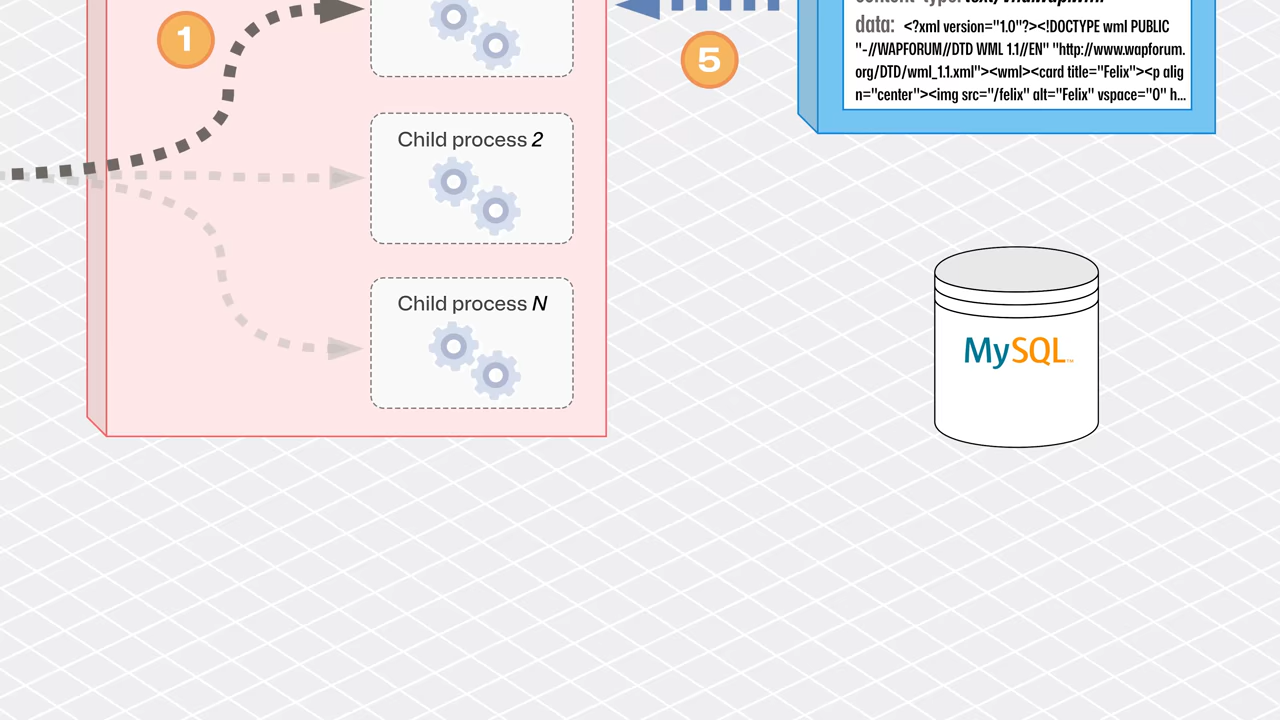 1
5
data: <?xml version="1.0"?><!DOCTYPE wml PUBLIC
"-//WAPFORUM//DTD WML 1.1//EN" "http://www.wapforum.
org/DTD/wml_1.1.xml"><wml><card title="Felix"><p alig
n="center"><img src="/felix" alt="Felix" vspace="0" h...
Child process 2
Child process N
MySQL™